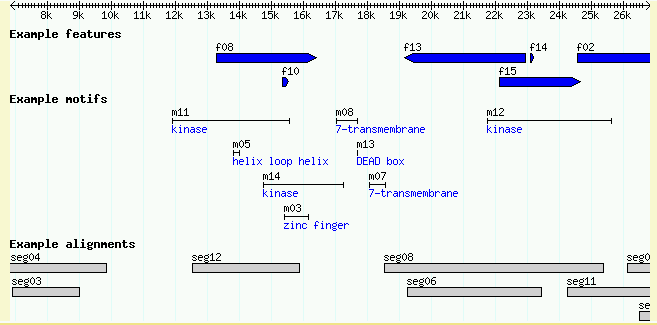 8k 9k 10k 11k 12k 13k 14k 15k 16k 17k 18k 19k 20k 21k 22k 23k 24k 25k 26k
Example features
f08 f13 f14 f02
f10 f15
Example motifs
m11 m08 m12
kinase 7-transmembrane kinase
m05 m13
helix loop helix DEAD box
m14 m07
kinase 7-transmembrane
m03
zinc finger
Example alignments
seg04 seg12 seg08 seg0
seg03 seg06 seg11
se